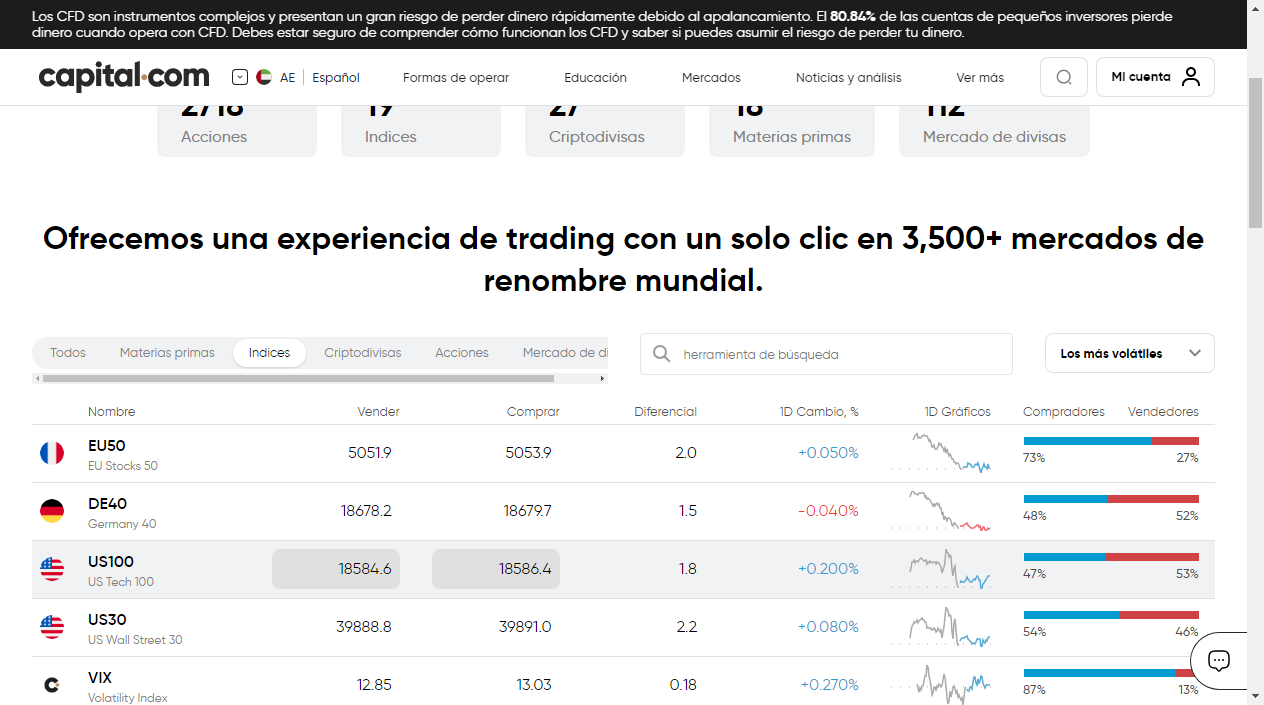 Los CFD son instrumentos complejos y presentan un gran riesgo de perder dinero rápidamente debido al apalancamiento. El 80.84% de las cuentas de pequeños inversores pierde
dinero cuando opera con CFD. Debes estar seguro de comprender cómo funcionan los CFD y saber si puedes asumir el riesgo de perder tu dinero.
capital.com AE Español Formas de operar Educación Mercados Noticias y análisis Ver más Mi cuenta
19 27 112
Acciones Indices Criptodivisas Materias primas Mercado de divisas
Ofrecemos una experiencia de trading con un solo clic en 3,500+ mercados de
renombre mundial.
Todos Materias primas Indices Criptodivisas Acciones Mercado de di herramienta de búsqueda Los más volátiles
Nombre Vender Comprar Diferencial 1D Cambio, % 1D Gráficos Compradores Vendedores
EU50 5051.9 5053.9 2.0 +0.050%
EU Stocks 50 73% 27%
DE40 18678.2 18679.7 1.5 -0.040%
Germany 40 48% 52%
US100 18584.6 18586.4 1.8 +0.200%
US Tech 100 47% 53%
US30 39888.8 39891.0 2.2 +0.080%
US Wall Street 30 54% 46%
VIX 12.85 13.03 0.18 +0.270%
Volatility Index 87% 13%